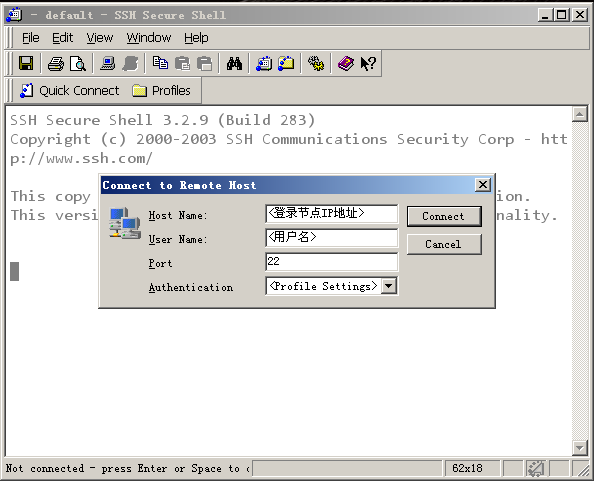 - default - SSH Secure Shell
File Edit View Window Help
Quick Connect Profiles
SSH Secure Shell 3.2.9 (Build 283)
Copyright (c) 2000-2003 SSH Communications Security Corp - htt
p://www.ssh.com/
This copy
ion.
This versi
nality.
Connect to Remote Host
Host Name: <登录节点IP地址> Connect
User Name: <用户名> Cancel
Port 22
Authentication <Profile Settings>
Not connected - press Enter or Space to c 62x18